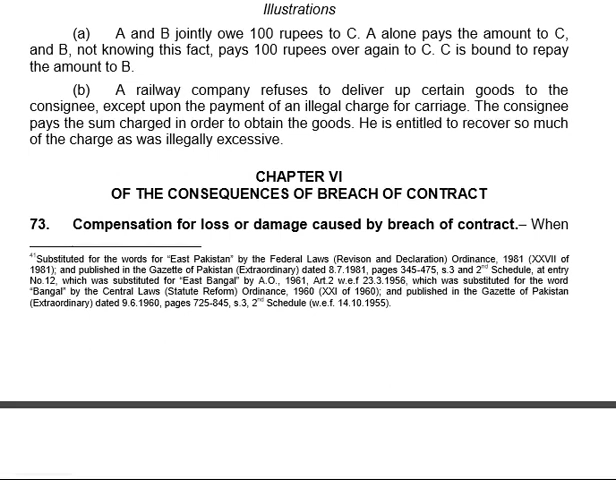 Illustrations
(a) A and B jointly owe 100 rupees to C. A alone pays the amount to C,
and B, not knowing this fact, pays 100 rupees over again to C. C is bound to repay
the amount to B.
(b) A railway company refuses to deliver up certain goods to the
consignee, except upon the payment of an illegal charge for carriage. The consignee
pays the sum charged in order to obtain the goods. He is entitled to recover so much
of the charge as was illegally excessive.
CHAPTER VI
OF THE CONSEQUENCES OF BREACH OF CONTRACT
73. Compensation for loss or damage caused by breach of contract.– When
41Substituted for the words for “East Pakistan” by the Federal Laws (Revison and Declaration) Ordinance, 1981 (XXVII of
1981); and published in the Gazette of Pakistan (Extraordinary) dated 8.7.1981, pages 345-475, s.3 and 2nd Schedule, at entry
No.12, which was substituted for “East Bangal” by A.O., 1961, Art.2 w.e.f 23.3.1956, which was substituted for the word
“Bangal” by the Central Laws (Statute Reform) Ordinance, 1960 (XXI of 1960); and published in the Gazette of Pakistan
(Extraordinary) dated 9.6.1960, pages 725-845, s.3, 2nd Schedule (w.e.f. 14.10.1955).